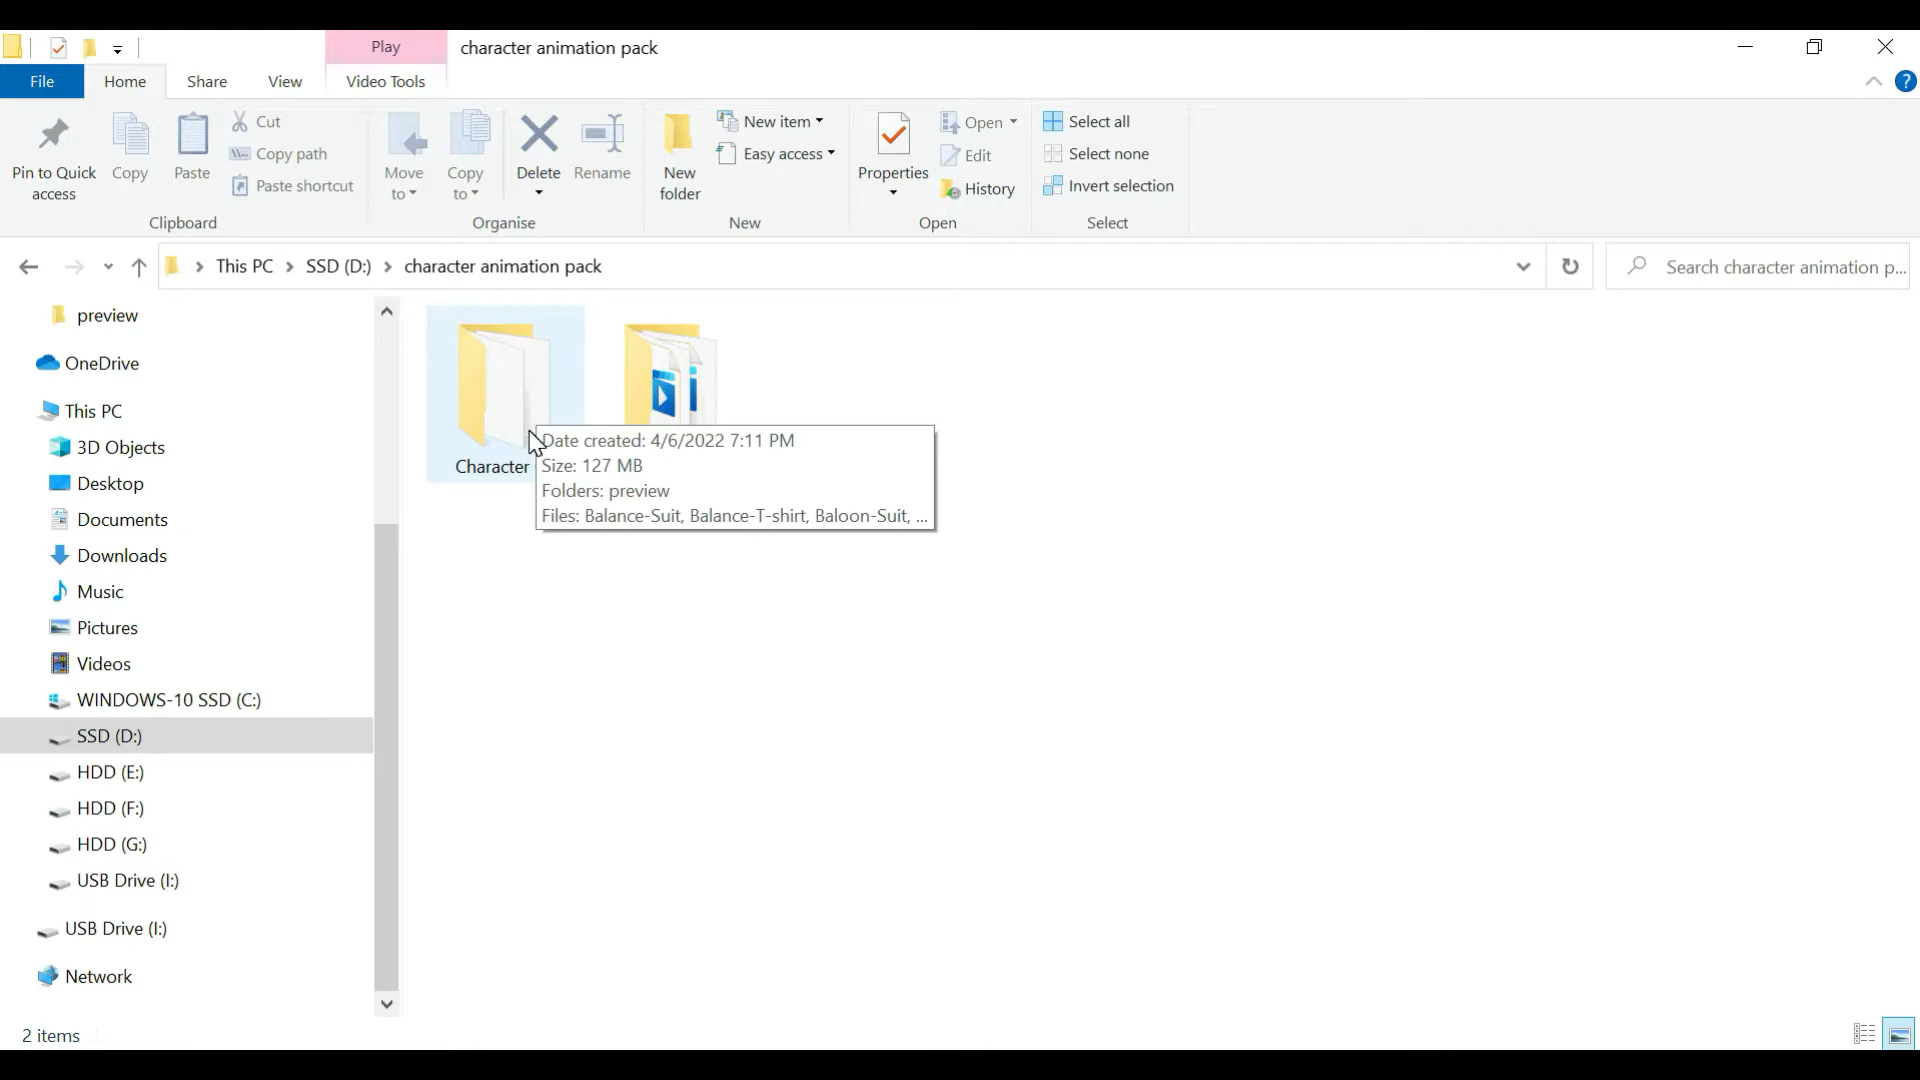 Play
character animation pack
File
Home
Share
View
Video Tools
Pin to Quick
access
Copy
Paste
Cut
Copy path
Paste shortcut
Clipboard
Move
to
Copy
to
Delete
Rename
Organise
New
folder
New item
Easy access
New
Properties
Open
Edit
History
Open
Select all
Select none
Invert selection
Select
?
This PC
SSD (D:)
character animation pack
Search character animation p...
preview
OneDrive
This PC
3D Objects
Desktop
Documents
Downloads
Music
Pictures
Videos
WINDOWS-10 SSD (C:)
SSD (D:)
HDD (E:)
HDD (F:)
HDD (G:)
USB Drive (I:)
USB Drive (I:)
Network
Character
Date created: 4/6/2022 7:11 PM
Size: 127 MB
Folders: preview
Files: Balance-Suit, Balance-T-shirt, Baloon-Suit, ...
2 items